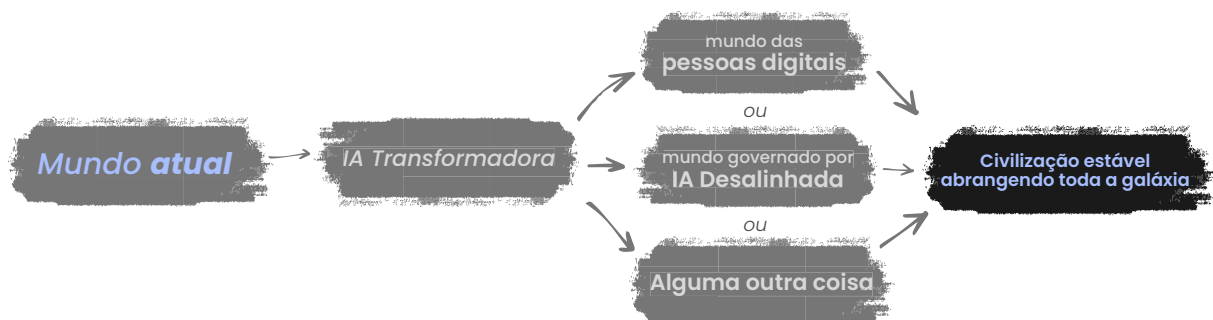 Mundo atual
IA Transformadora
mundo das
pessoas digitais
ou
mundo governado por
IA Desalinhada
ou
Alguma outra coisa
Civilização estável
abrangendo toda a galáxia